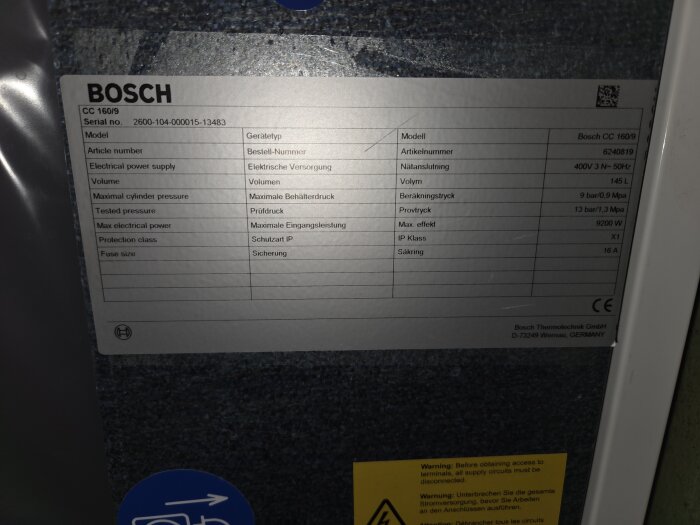 BOSCH
CC 160/9
Serial no. 2600-104-000015-13483
Model Gerätetyp Modell Bosch CC 160/9
Article number Bestell-Nummer Artikelnummer 6240819
Electrical power supply Elektrische Versorgung Nätanslutning 400V 3 N~ 50Hz
Volume Volumen Volym 145 L
Maximal cylinder pressure Maximale Behälterdruck Beräkningstryck 9 bar/0,9 Mpa
Tested pressure Prüfdruck Provtryck 13 bar/1,3 Mpa
Max electrical power Maximale Eingangsleistung Max. effekt 9200 W
Protection class Schutzart IP IP Klass X1
Fuse size Sicherung Säkring 16 A
CE
Bosch Thermotechnik GmbH
D-73249 Wernau, GERMANY
Warning: Before obtaining access to
terminals, all supply circuits must be
disconnected.
Warnung: Unterbrechen Sie die gesamte
Stromversorgung, bevor Sie Arbeiten
an den Anschlüssen ausführen.
Attention: Débrancher tous les circuits